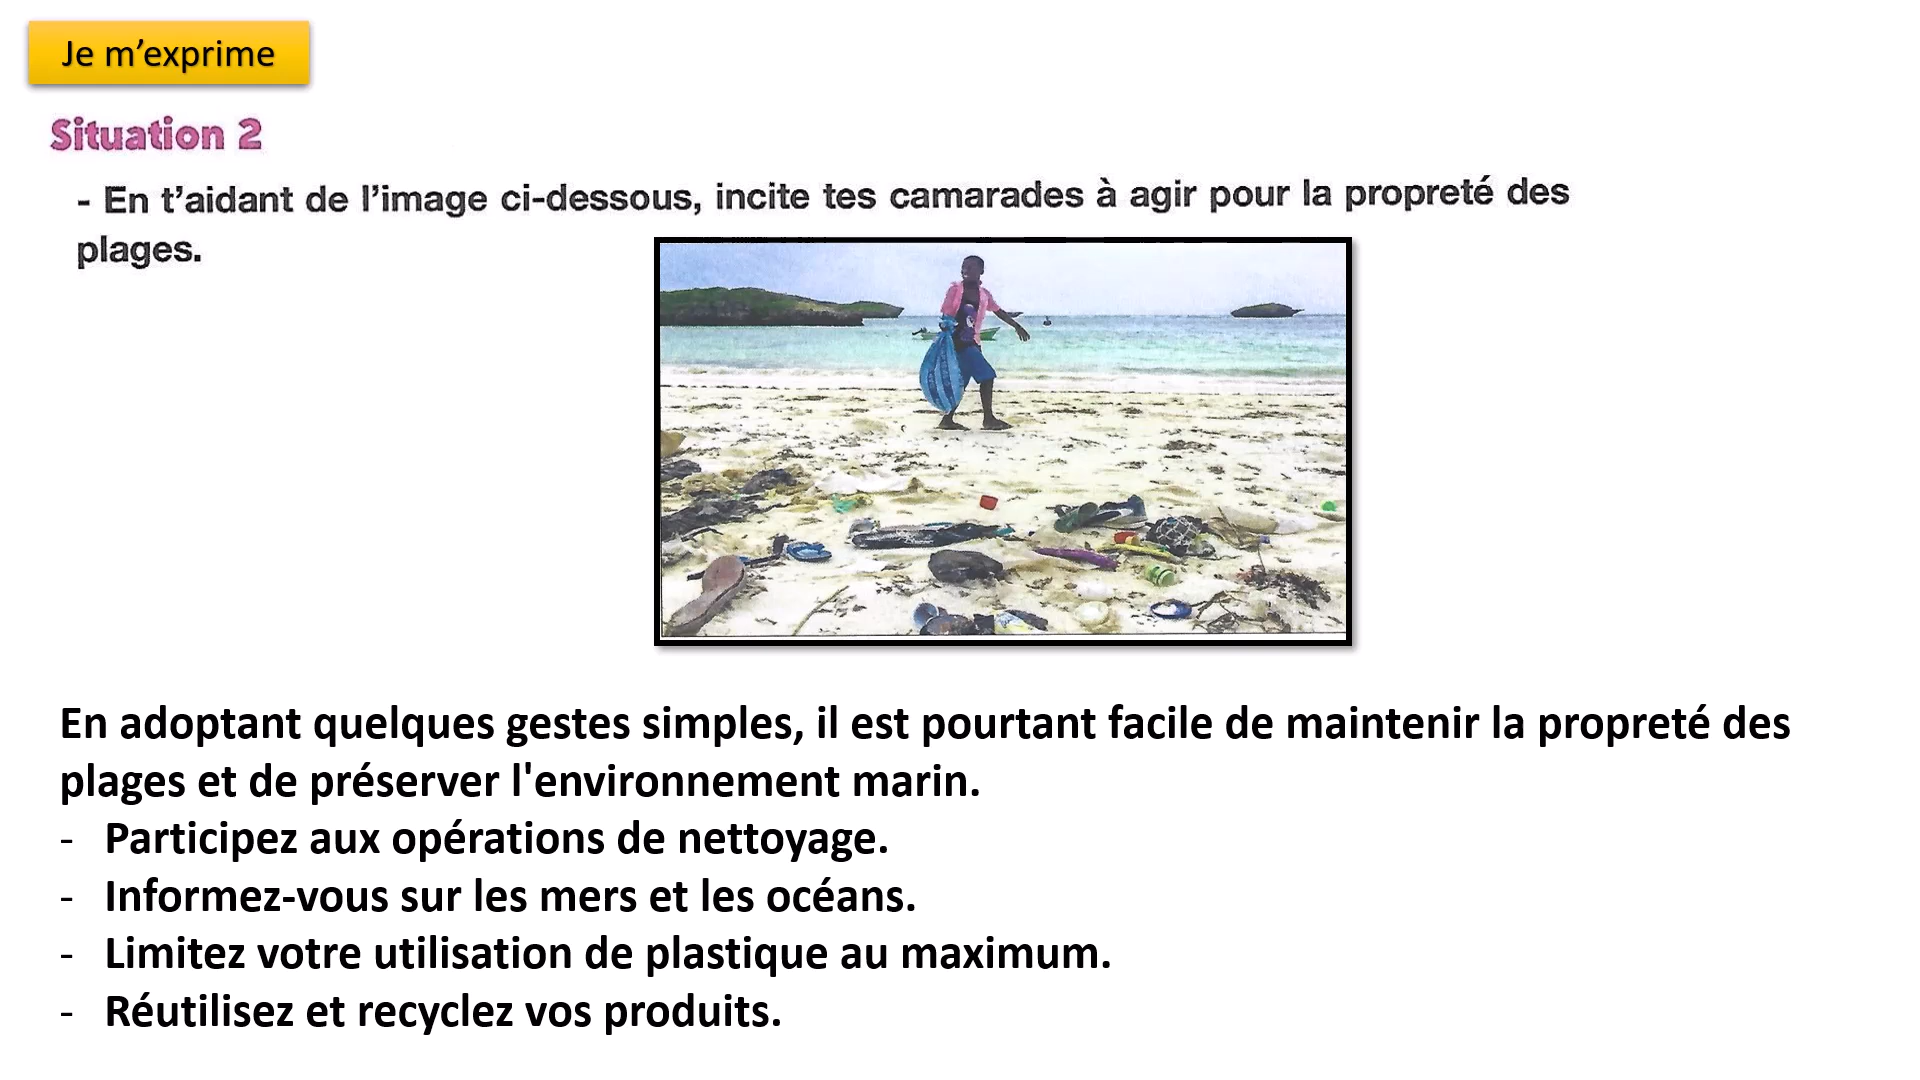 Je m’exprime
Situation 2
- En t’aidant de l’image ci-dessous, incite tes camarades à agir pour la propreté des
plages.
En adoptant quelques gestes simples, il est pourtant facile de maintenir la propreté des
plages et de préserver l'environnement marin.
- Participez aux opérations de nettoyage.
- Informez-vous sur les mers et les océans.
- Limitez votre utilisation de plastique au maximum.
- Réutilisez et recyclez vos produits.